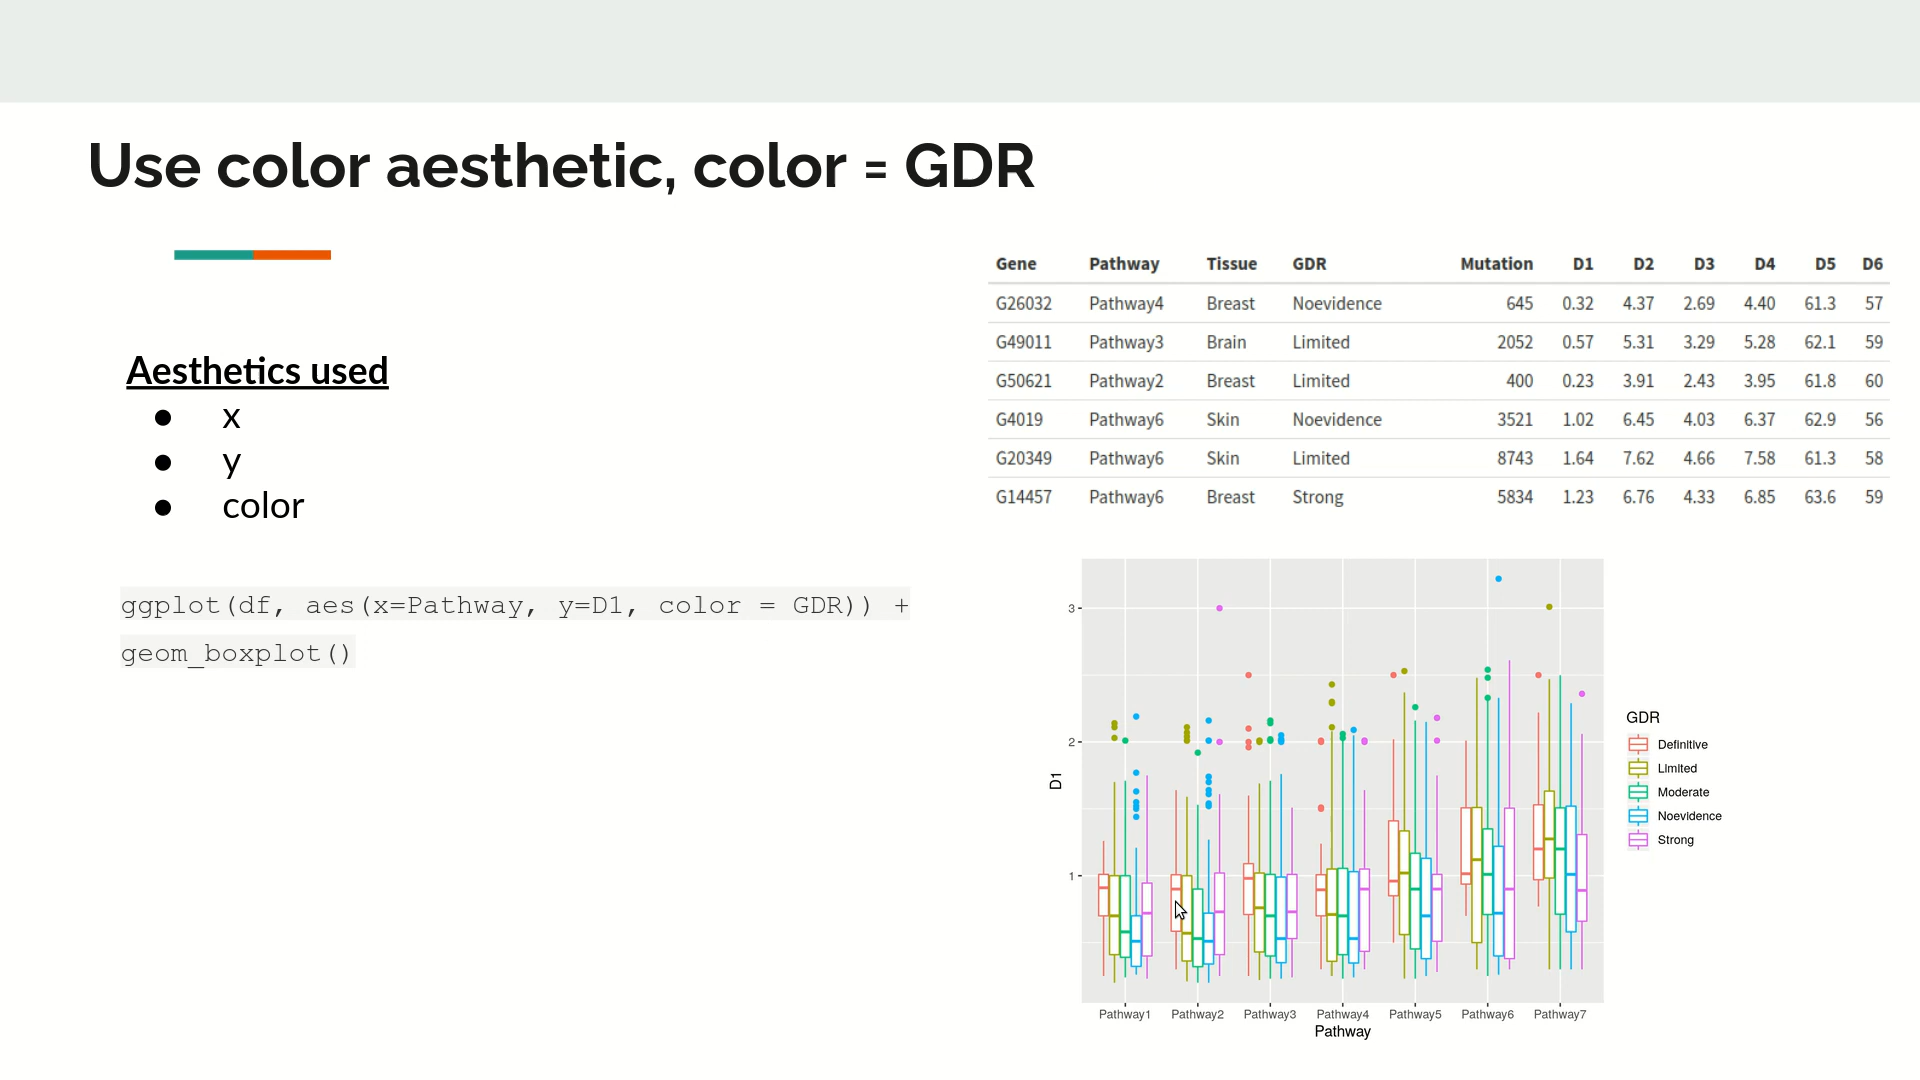 Use color aesthetic, color = GDR
Aesthetics used
● x
● y
● color
ggplot(df, aes(x=Pathway, y=D1, color = GDR)) +
geom_boxplot()
Gene Pathway Tissue GDR Mutation D1 D2 D3 D4 D5 D6
G26032 Pathway4 Breast Noevidence 645 0.32 4.37 2.69 4.40 61.3 57
G49011 Pathway3 Brain Limited 2052 0.57 5.31 3.29 5.28 62.1 59
G50621 Pathway2 Breast Limited 400 0.23 3.91 2.43 3.95 61.8 60
G4019 Pathway6 Skin Noevidence 3521 1.02 6.45 4.03 6.37 62.9 56
G20349 Pathway6 Skin Limited 8743 1.64 7.62 4.66 7.58 61.3 58
G14457 Pathway6 Breast Strong 5834 1.23 6.76 4.33 6.85 63.6 59
3
2
1
D1
Pathway1 Pathway2 Pathway3 Pathway4 Pathway5 Pathway6 Pathway7
Pathway
GDR
Definitive
Limited
Moderate
Noevidence
Strong